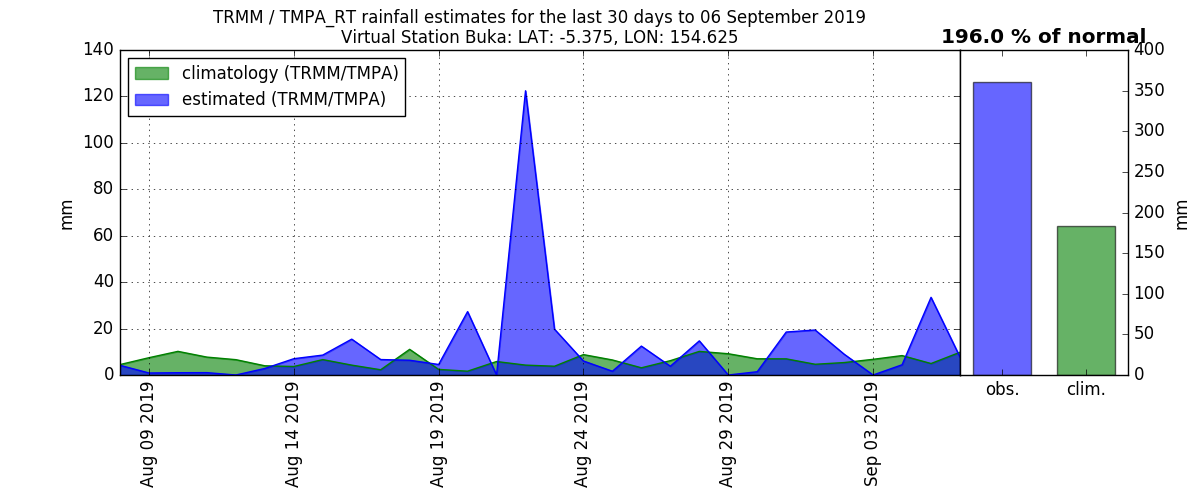 TRMM / TMPA_RT rainfall estimates for the last 30 days to 06 September 2019
Virtual Station Buka: LAT: -5.375, LON: 154.625
196.0 % of normal
climatology (TRMM/TMPA)
estimated (TRMM/TMPA)
mm
140
120
100
80
60
40
20
0
Aug 09 2019
Aug 14 2019
Aug 19 2019
Aug 24 2019
Aug 29 2019
Sep 03 2019
400
350
300
250
200
150
100
50
0
mm
obs.
clim.